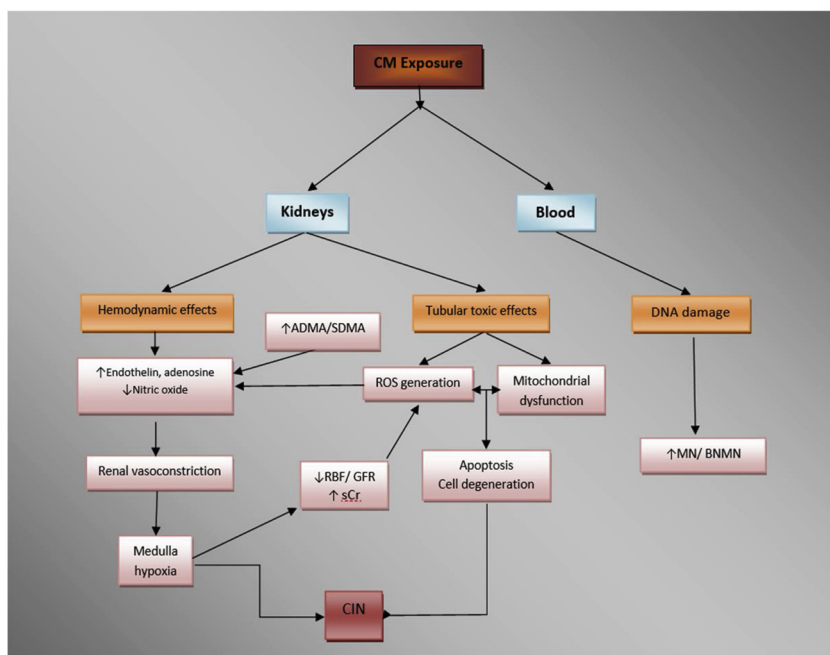 CM Exposure
Kidneys
Blood
Hemodynamic effects
↑ADMA/SDMA
Tubular toxic effects
DNA damage
↑Endothelin, adenosine
↓Nitric oxide
ROS generation
Mitochondrial
dysfunction
Renal vasoconstriction
↓RBF/ GFR
↑ sCr
Apoptosis
Cell degeneration
↑MN/ BNMN
Medulla
hypoxia
CIN